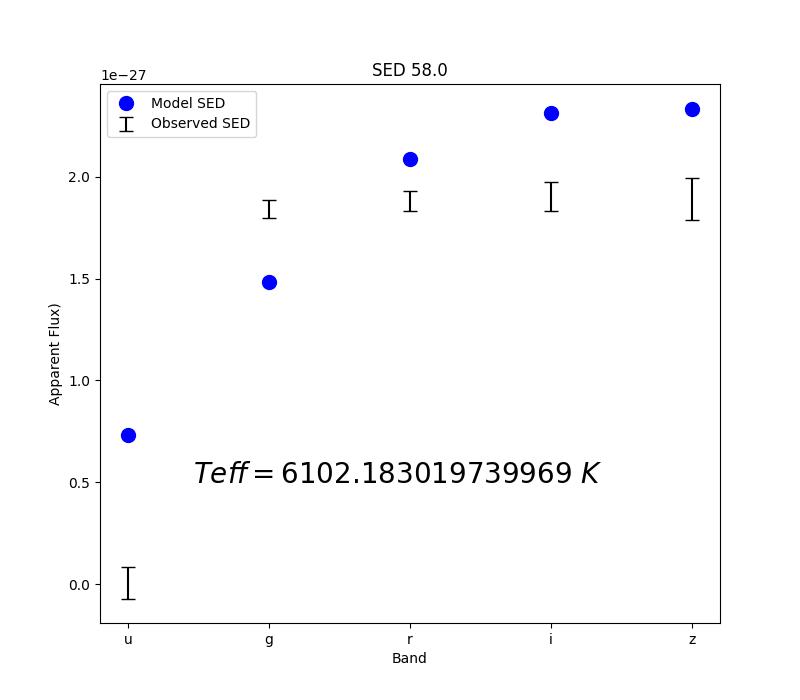 SED 58.0
1e−27
Model SED
Observed SED
2.0
1.5
1.0
0.5
0.0
Apparent Flux)
Teff = 6102.183019739969 K
u g r i z
Band